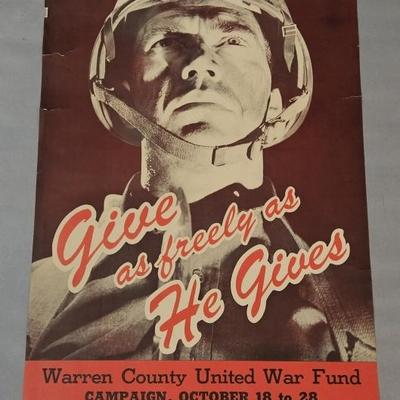 Give
as freely as
He Gives
Warren County United War Fund
CAMPAIGN, OCTOBER 18 to 28